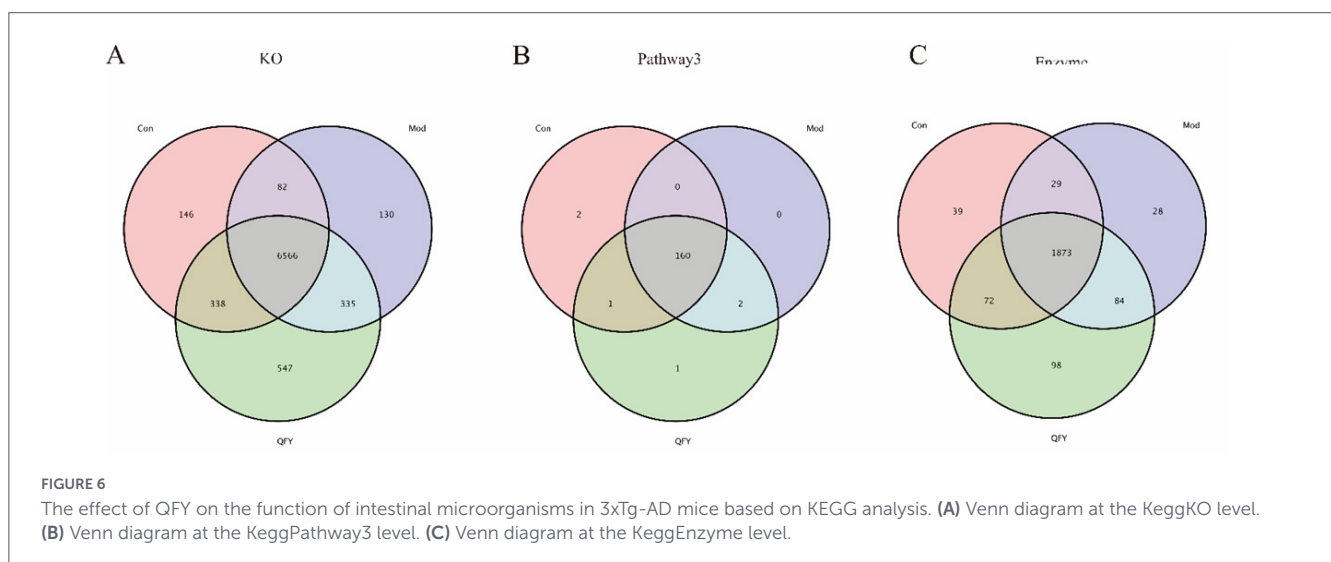 A
KO
Con
Mod
82
146
130
6566
338
335
547
QFY
B
Pathway3
Con
Mod
0
2
0
160
1
2
1
QFY
C
Enzyme
Con
Mod
29
39
28
1873
72
84
98
QFY
FIGURE 6
The effect of QFY on the function of intestinal microorganisms in 3xTg-AD mice based on KEGG analysis. (A) Venn diagram at the KeggKO level.
(B) Venn diagram at the KeggPathway3 level. (C) Venn diagram at the KeggEnzyme level.